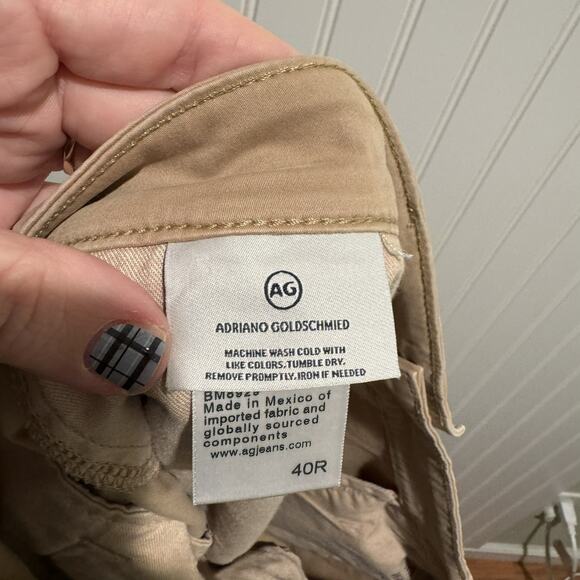 AG
ADRIANO GOLDSCHMIED
MACHINE WASH COLD WITH
LIKE COLORS. TUMBLE DRY.
REMOVE PROMPTLY. IRON IF NEEDED
Made in Mexico of
imported fabric and
globally sourced
components
www.agjeans.com
40R